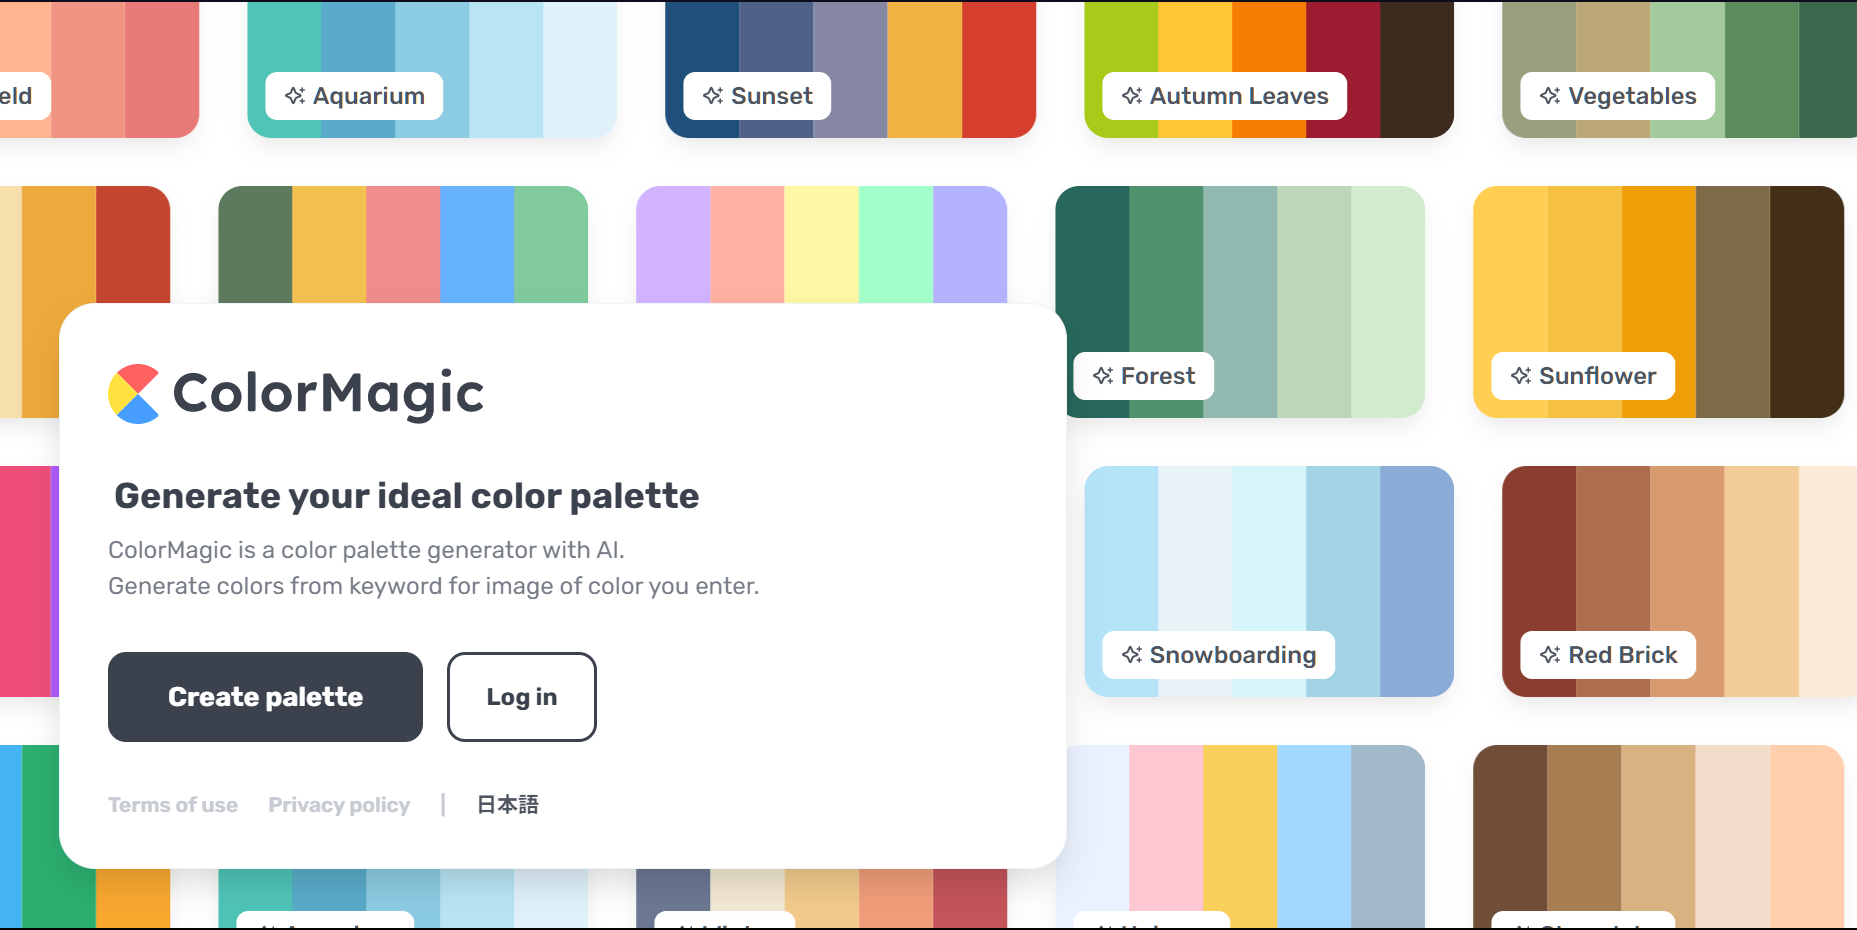 eld
Aquarium
Sunset
Autumn Leaves
Vegetables
Forest
Sunflower
ColorMagic
Generate your ideal color palette
ColorMagic is a color palette generator with AI.
Generate colors from keyword for image of color you enter.
Snowboarding
Red Brick
Create palette
Log in
Terms of use
Privacy policy
|
日本語